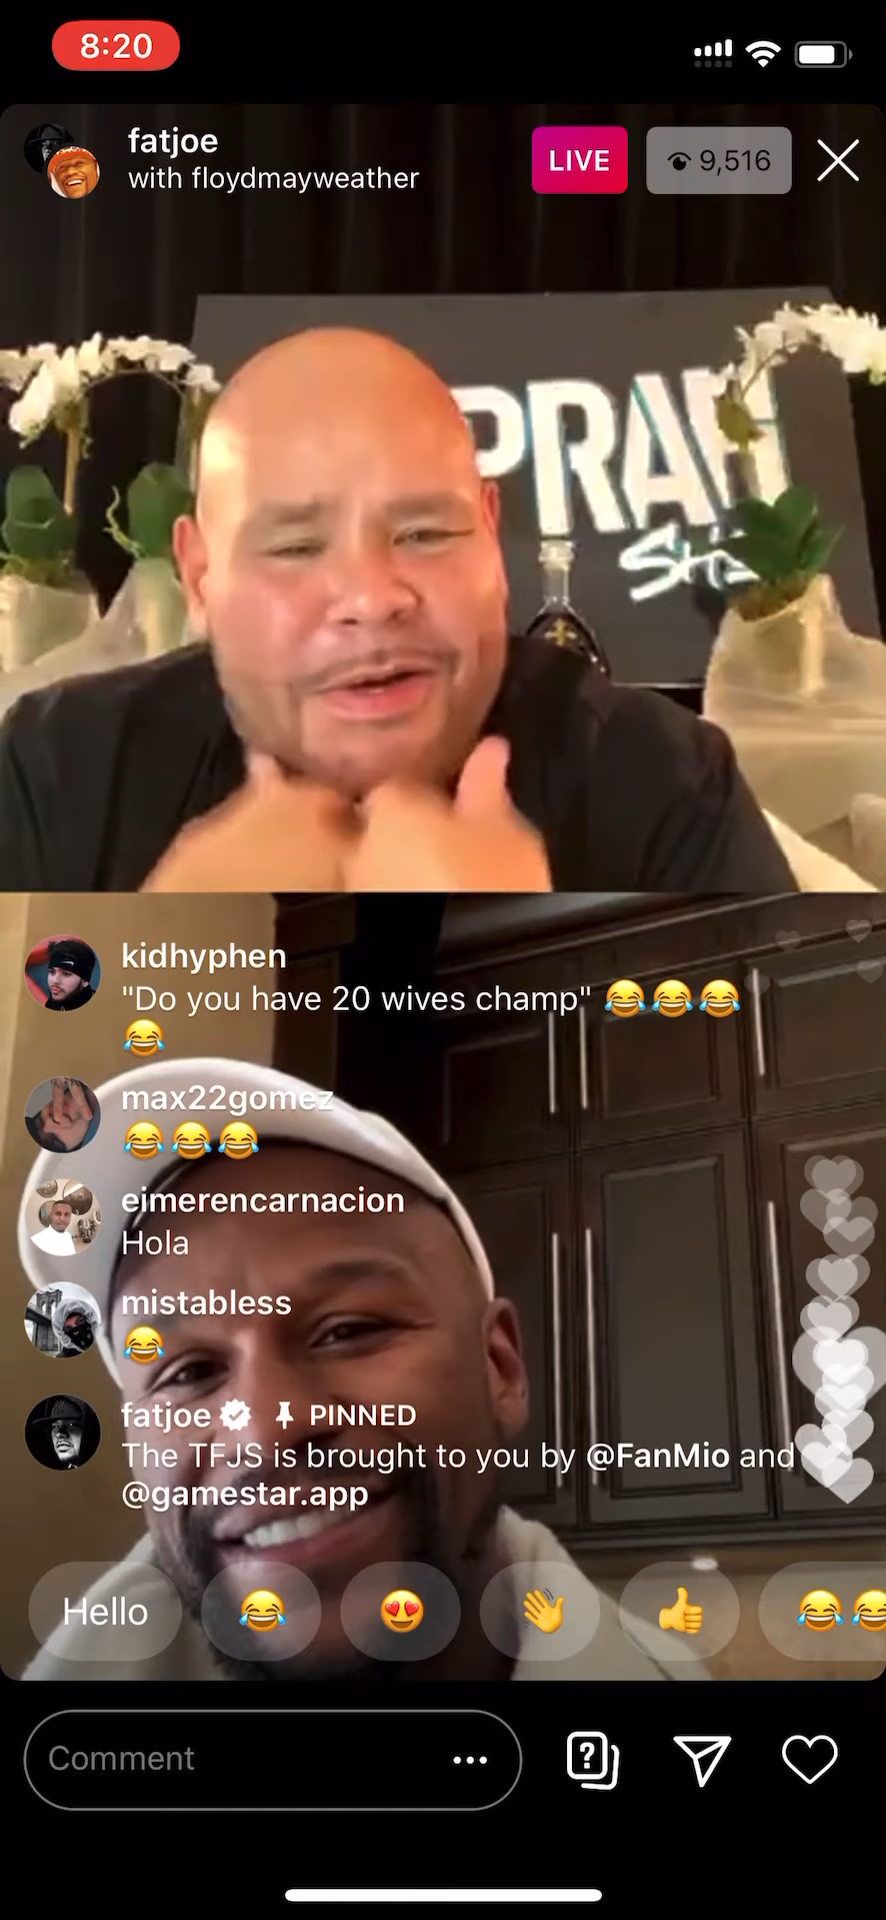 8:20
fatjoe
with floydmayweather
LIVE
9,516
PRAH
kidhyphen
"Do you have 20 wives champ" 😂😂😂
😂
max22gomez
😂😂😂
eimerencarnacion
Hola
mistabless
😂
fatjoe PINNED
The TFJS is brought to you by @FanMio and
@gamestar.app
Hello 😂 😍 👋 👍 😂😂
Comment